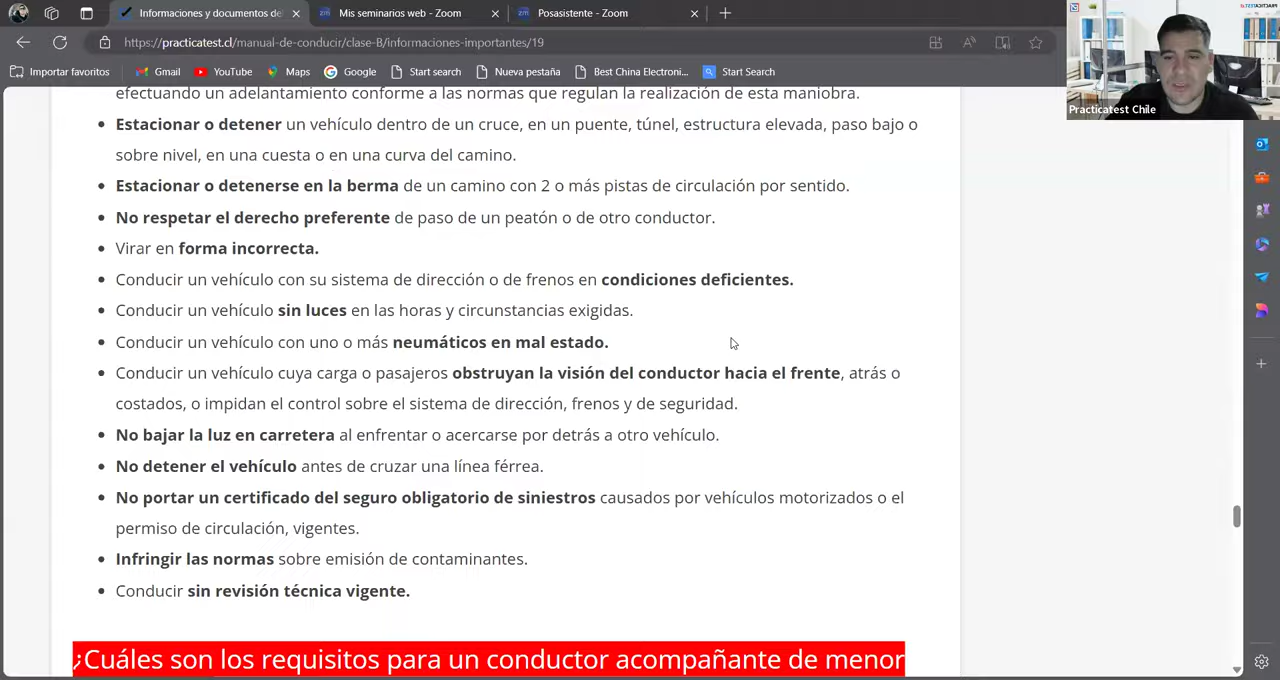 Informaciones y documentos de
Mis seminarios web - Zoom
Posasistente - Zoom
https://practicatest.cl/manual-de-conducir/clase-B/informaciones-importantes/19
Importar favoritos
Gmail
YouTube
Maps
Google
Start search
Nueva pestaña
Best China Electroni...
Start Search
Practicatest Chile
efectuando un adelantamiento conforme a las normas que regulan la realización de esta maniobra.
• Estacionar o detener un vehículo dentro de un cruce, en un puente, túnel, estructura elevada, paso bajo o
sobre nivel, en una cuesta o en una curva del camino.
• Estacionar o detenerse en la berma de un camino con 2 o más pistas de circulación por sentido.
• No respetar el derecho preferente de paso de un peatón o de otro conductor.
• Virar en forma incorrecta.
• Conducir un vehículo con su sistema de dirección o de frenos en condiciones deficientes.
• Conducir un vehículo sin luces en las horas y circunstancias exigidas.
• Conducir un vehículo con uno o más neumáticos en mal estado.
• Conducir un vehículo cuya carga o pasajeros obstruyan la visión del conductor hacia el frente, atrás o
costados, o impidan el control sobre el sistema de dirección, frenos y de seguridad.
• No bajar la luz en carretera al enfrentar o acercarse por detrás a otro vehículo.
• No detener el vehículo antes de cruzar una línea férrea.
• No portar un certificado del seguro obligatorio de siniestros causados por vehículos motorizados o el
permiso de circulación, vigentes.
• Infringir las normas sobre emisión de contaminantes.
• Conducir sin revisión técnica vigente.
¿Cuáles son los requisitos para un conductor acompañante de menor